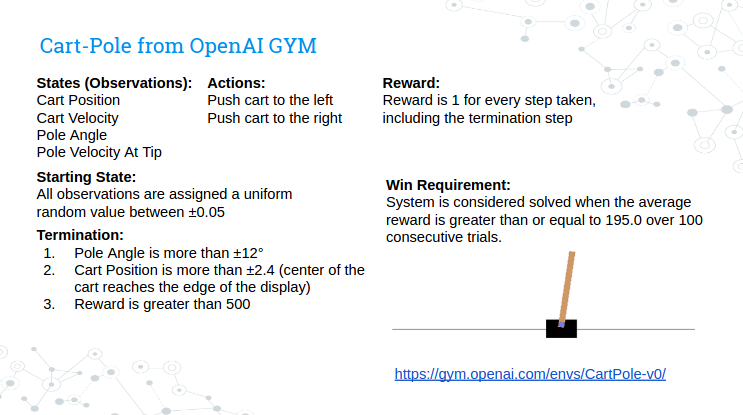 Cart-Pole from OpenAI GYM
States (Observations):
Cart Position
Cart Velocity
Pole Angle
Pole Velocity At Tip
Actions:
Push cart to the left
Push cart to the right
Reward:
Reward is 1 for every step taken,
including the termination step
Starting State:
All observations are assigned a uniform
random value between ±0.05
Termination:
1. Pole Angle is more than ±12°
2. Cart Position is more than ±2.4 (center of the
cart reaches the edge of the display)
3. Reward is greater than 500
Win Requirement:
System is considered solved when the average
reward is greater than or equal to 195.0 over 100
consecutive trials.
https://gym.openai.com/envs/CartPole-v0/